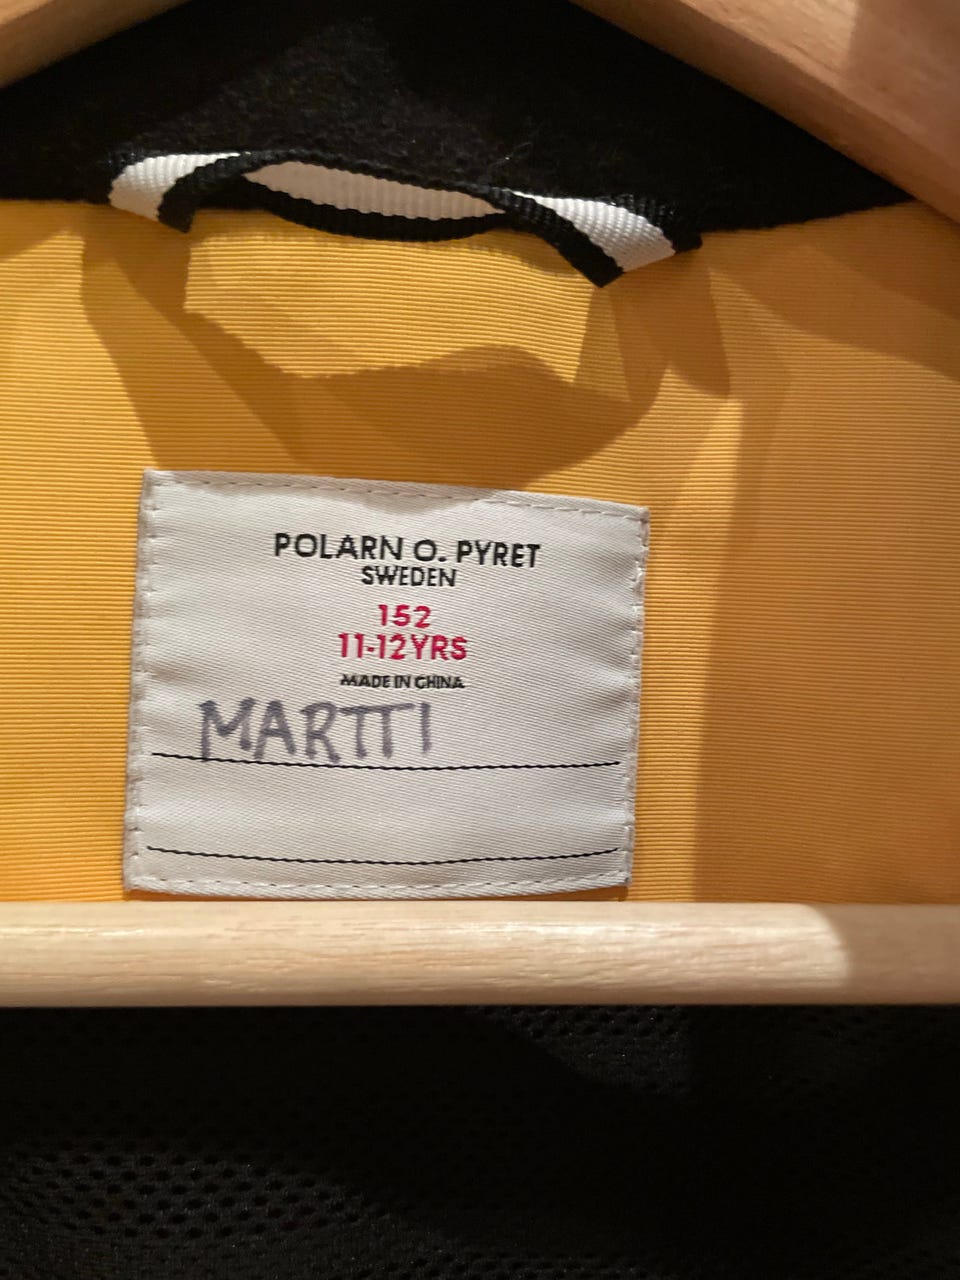 POLARN O. PYRET
SWEDEN
152
11-12YRS
MADE IN CHINA
MARTTI